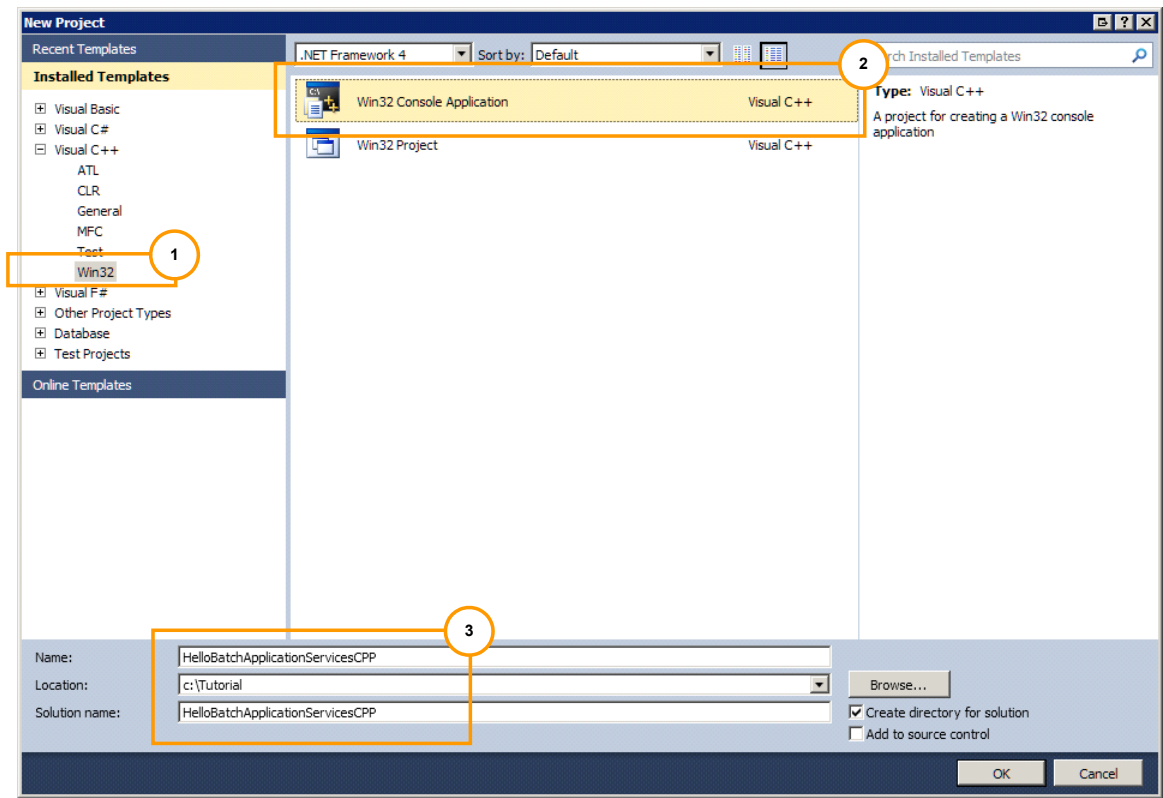 New Project
Recent Templates
.NET Framework 4 Sort by: Default
rch Installed Templates
Installed Templates
2
Win32 Console Application Visual C++
Type: Visual C++
A project for creating a Win32 console
application
Win32 Project Visual C++
Visual Basic
Visual C#
Visual C++
ATL
CLR
General
MFC
Test
1
Win32
Visual F#
Other Project Types
Database
Test Projects
Online Templates
3
Name: HelloBatchApplicationServicesCPP
Location: c:\Tutorial Browse...
Solution name: HelloBatchApplicationServicesCPP Create directory for solution
Add to source control
OK Cancel